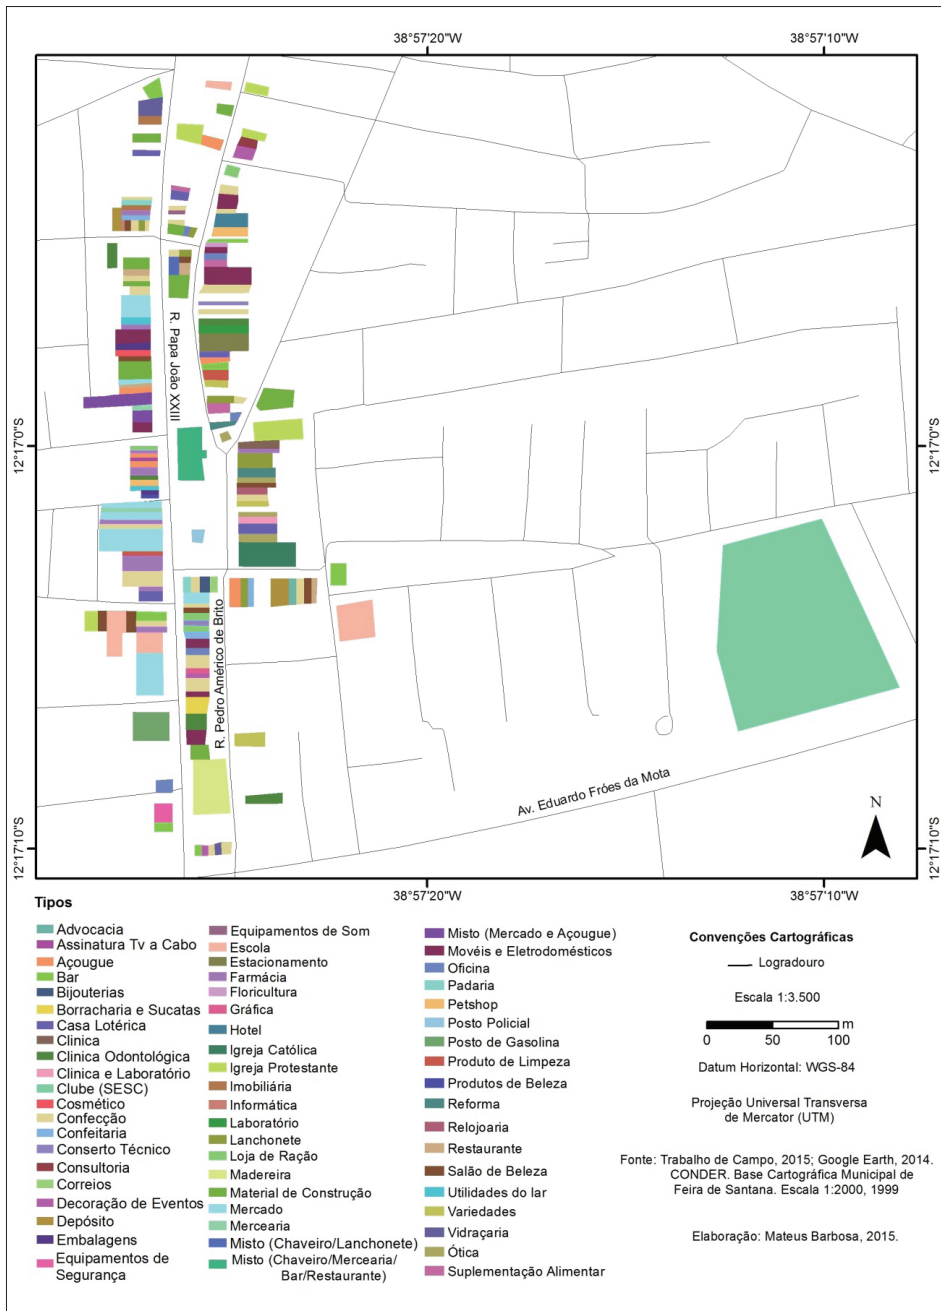 38°57'20"W
38°57'10"W
12°17'0"S
12°17'0"S
R. Papa João XXIII
R. Pedro Américo de Brito
Av. Eduardo Fróes da Mota
N
12°17'10"S
12°17'10"S
38°57'20"W
38°57'10"W
Tipos
Advocacia
Assinatura Tv a Cabo
Açougue
Bar
Bijouterias
Borracharia e Sucatas
Casa Lotérica
Clinica
Clinica Odontológica
Clinica e Laboratório
Clube (SESC)
Cosmético
Confecção
Confeitaria
Conserto Técnico
Consultoria
Correios
Decoração de Eventos
Depósito
Embalagens
Equipamentos de
Segurança
Equipamentos de Som
Escola
Estacionamento
Farmácia
Floricultura
Gráfica
Hotel
Igreja Católica
Igreja Protestante
Imobiliária
Informática
Laboratório
Lanchonete
Loja de Ração
Madereira
Material de Construção
Mercado
Mercearia
Misto (Chaveiro/Lanchonete)
Misto (Chaveiro/Mercearia/
Bar/Restaurante)
Misto (Mercado e Açougue)
Movéis e Eletrodomésticos
Oficina
Padaria
Petshop
Posto Policial
Posto de Gasolina
Produto de Limpeza
Produtos de Beleza
Reforma
Relojoaria
Restaurante
Salão de Beleza
Utilidades do lar
Variedades
Vidraçaria
Ótica
Suplementação Alimentar
Convenções Cartográficas
Logradouro
Escala 1:3.500
m
0 50 100
Datum Horizontal: WGS-84
Projeção Universal Transversa
de Mercator (UTM)
Fonte: Trabalho de Campo, 2015; Google Earth, 2014.
CONDER. Base Cartográfica Municipal de
Feira de Santana. Escala 1:2000, 1999
Elaboração: Mateus Barbosa, 2015.